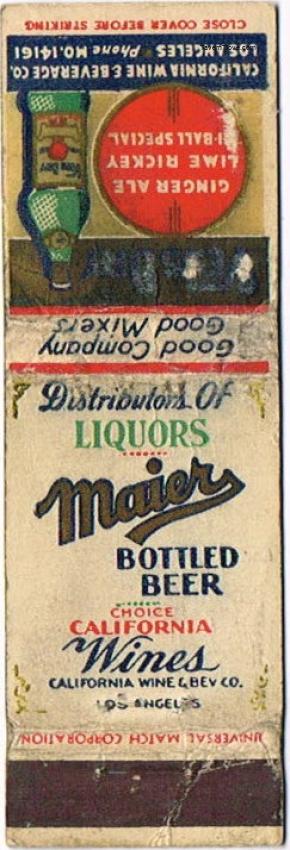 CLOSE COVER BEFORE STRIKING
CALIFORNIA WINE & BEVERAGE CO.
LOS ANGELES Phone MO.14161
GINGER ALE
LIME RICKEY
HI-BALL SPECIAL
Good Company
Good Mixers
Distributors Of
LIQUORS
Maier
BOTTLED
BEER
CHOICE
CALIFORNIA
Wines
CALIFORNIA WINE & BEV CO.
LOS ANGELES
UNIVERSAL MATCH CORPORATION